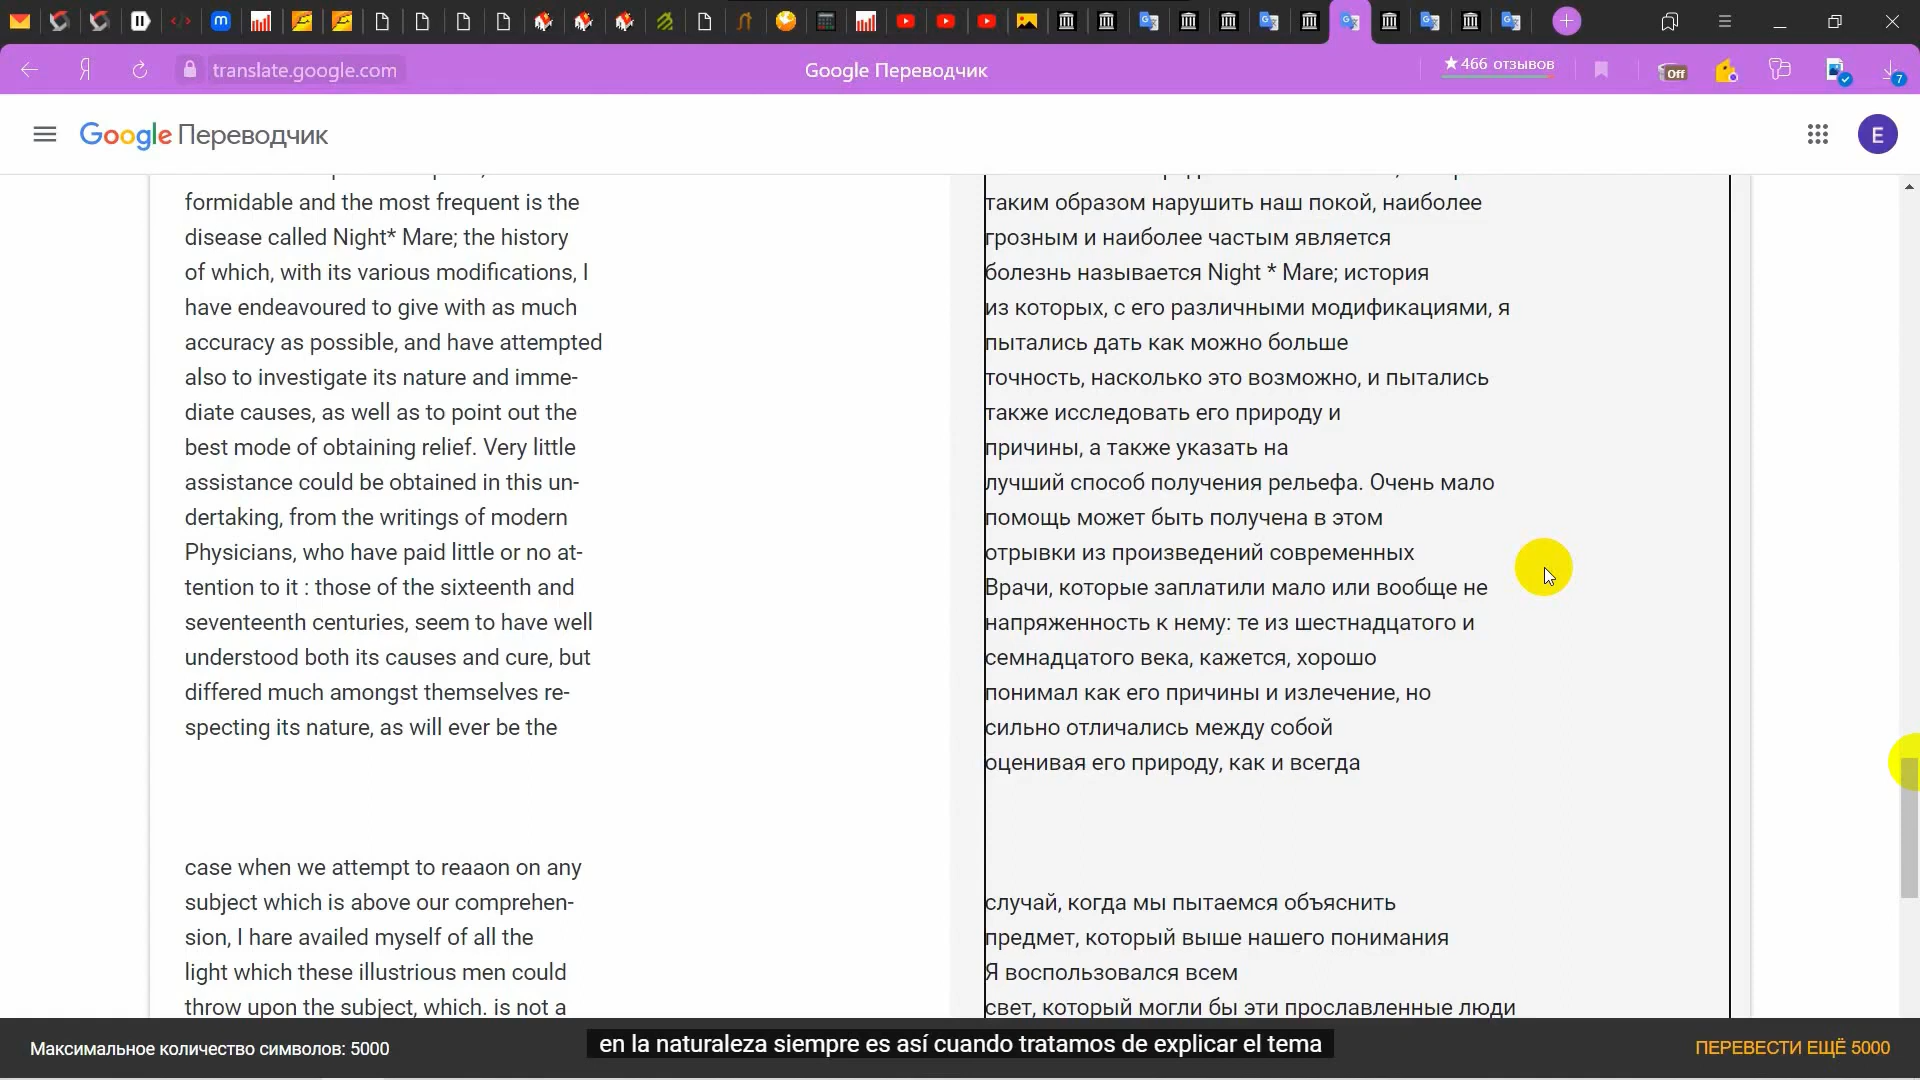 translate.google.com
Google Переводчик
★466 отзывов
Off
7
Google Переводчик
E
formidable and the most frequent is the
disease called Night* Mare; the history
of which, with its various modifications, I
have endeavoured to give with as much
accuracy as possible, and have attempted
also to investigate its nature and imme-
diate causes, as well as to point out the
best mode of obtaining relief. Very little
assistance could be obtained in this un-
dertaking, from the writings of modern
Physicians, who have paid little or no at-
tention to it : those of the sixteenth and
seventeenth centuries, seem to have well
understood both its causes and cure, but
differed much amongst themselves re-
specting its nature, as will ever be the
case when we attempt to reaaon on any
subject which is above our comprehen-
sion, I hare availed myself of all the
light which these illustrious men could
throw upon the subject, which. is not a
таким образом нарушить наш покой, наиболее
грозным и наиболее частым является
болезнь называется Night * Mare; история
из которых, с его различными модификациями, я
пытались дать как можно больше
точность, насколько это возможно, и пытались
также исследовать его природу и
причины, а также указать на
лучший способ получения рельефа. Очень мало
помощь может быть получена в этом
отрывки из произведений современных
Врачи, которые заплатили мало или вообще не
напряженность к нему: те из шестнадцатого и
семнадцатого века, кажется, хорошо
понимал как его причины и излечение, но
сильно отличались между собой
оценивая его природу, как и всегда
случай, когда мы пытаемся объяснить
предмет, который выше нашего понимания
Я воспользовался всем
свет, который могли бы эти прославленные люди
Максимальное количество символов: 5000
en la naturaleza siempre es así cuando tratamos de explicar el tema
ПЕРЕВЕСТИ ЕЩЁ 5000